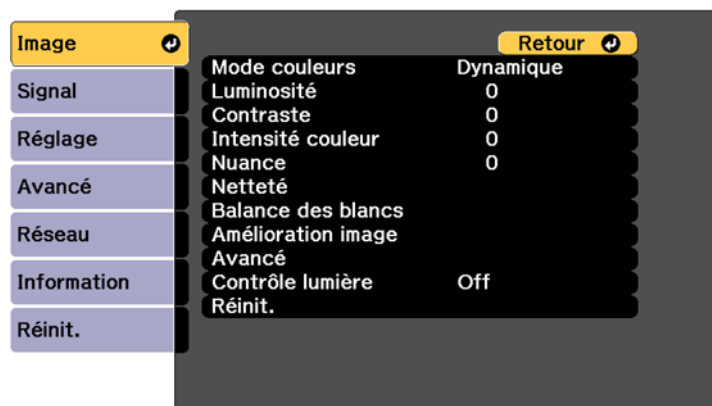 Image
Signal
Réglage
Avancé
Réseau
Information
Réinit.
Retour
Mode couleurs Dynamique
Luminosité 0
Contraste 0
Intensité couleur 0
Nuance 0
Netteté
Balance des blancs
Amélioration image
Avancé
Contrôle lumière Off
Réinit.